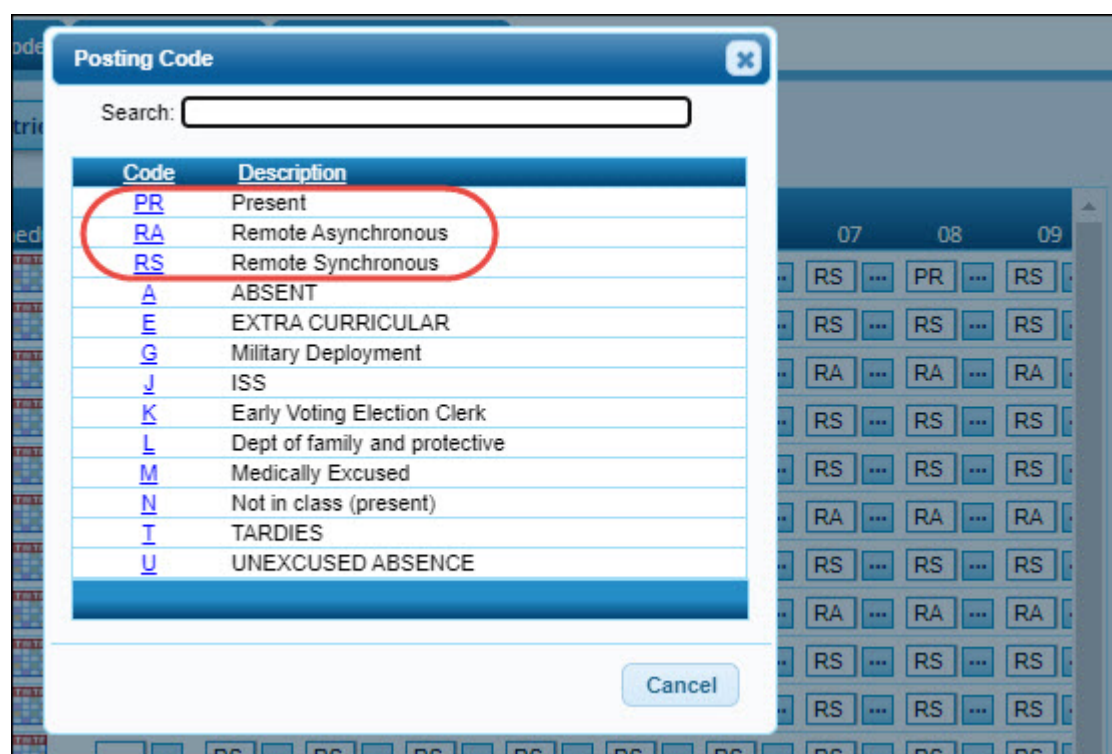 Posting Code
Search:
Code Description
PR Present
RA Remote Asynchronous
RS Remote Synchronous
A ABSENT
E EXTRA CURRICULAR
G Military Deployment
J ISS
K Early Voting Election Clerk
L Dept of family and protective
M Medically Excused
N Not in class (present)
T TARDIES
U UNEXCUSED ABSENCE
Cancel
07 08 09
RS ... PR ... RS
RS ... RS ... RS
RA ... RA ... RA
RS ... RS ... RS
RS ... RS ... RS
RA ... RA ... RA
RS ... RS ... RS
RA ... RA ... RA
RS ... RS ... RS
RS ... RS ... RS